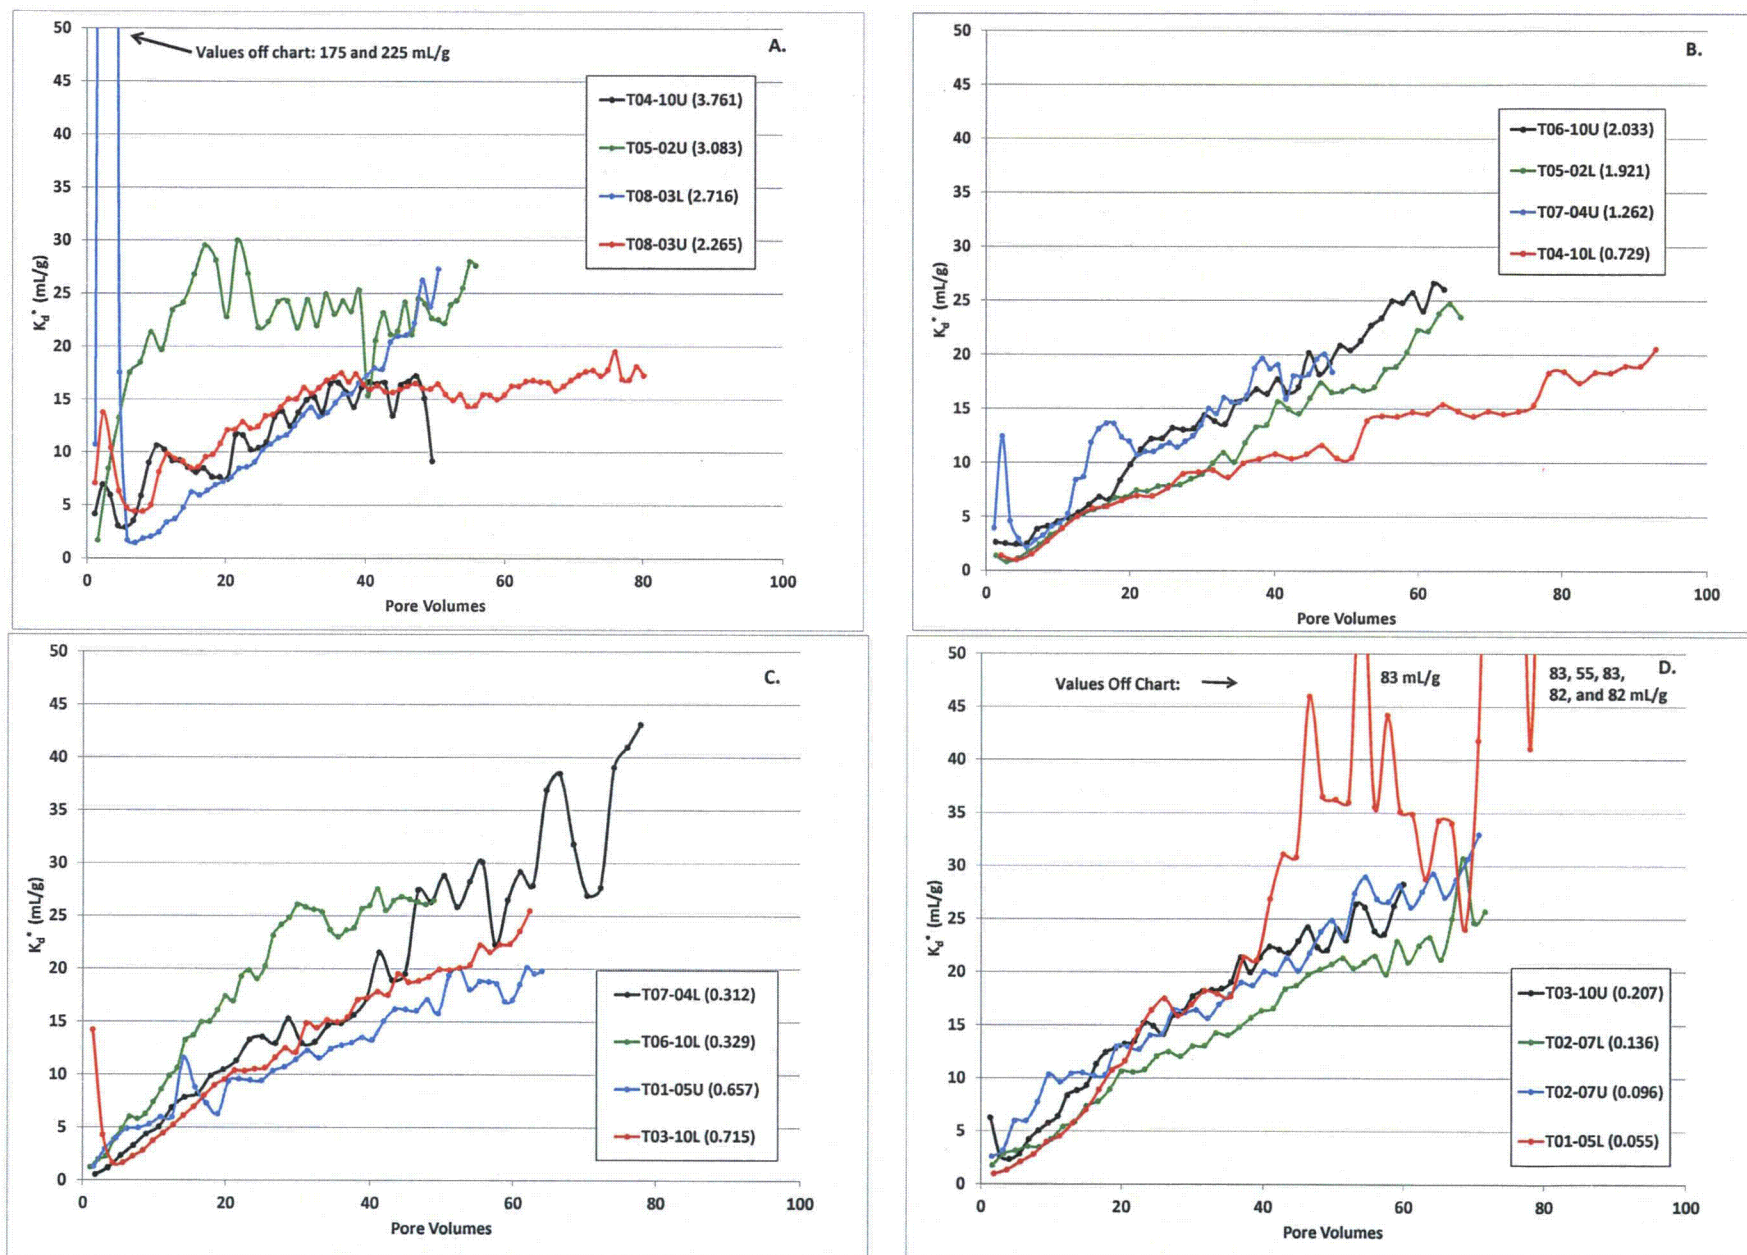 50
45
40
35
30
25
20
15
10
5
0
K_d* (mL/g)
Values off chart: 175 and 225 mL/g
A.
T04-10U (3.761)
T05-02U (3.083)
T08-03L (2.716)
T08-03U (2.265)
0 20 40 60 80 100
Pore Volumes
50
45
40
35
30
25
20
15
10
5
0
K_d* (mL/g)
B.
T06-10U (2.033)
T05-02L (1.921)
T07-04U (1.262)
T04-10L (0.729)
0 20 40 60 80 100
Pore Volumes
50
45
40
35
30
25
20
15
10
5
0
K_d* (mL/g)
C.
T07-04L (0.312)
T06-10L (0.329)
T01-05U (0.657)
T03-10L (0.715)
0 20 40 60 80 100
Pore Volumes
50
45
40
35
30
25
20
15
10
5
0
K_d* (mL/g)
Values Off Chart:
83 mL/g
83, 55, 83,
82, and 82 mL/g
D.
T03-10U (0.207)
T02-07L (0.136)
T02-07U (0.096)
T01-05L (0.055)
0 20 40 60 80 100
Pore Volumes